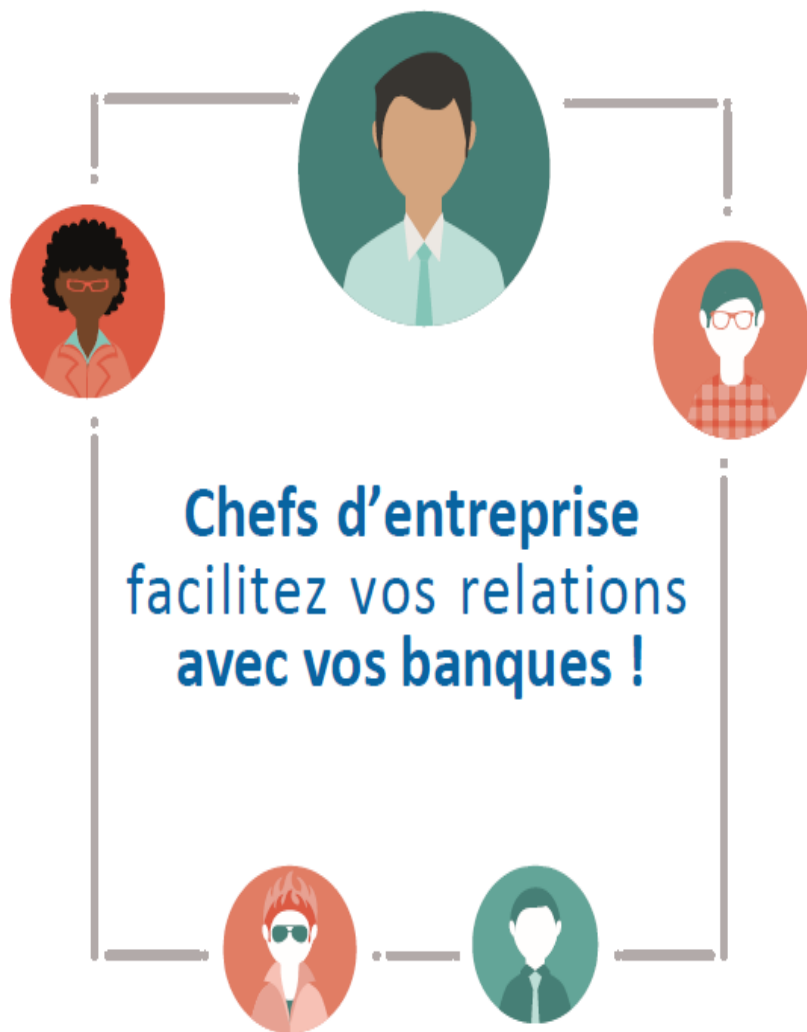 Chefs d’entreprise
facilitez vos relations
avec vos banques !